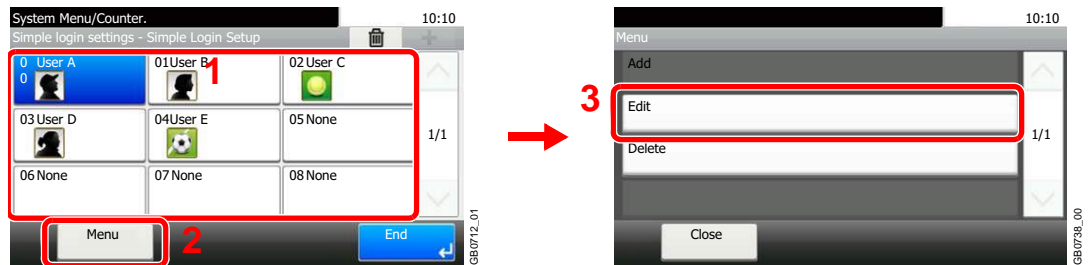 System Menu/Counter.
10:10
Simple login settings - Simple Login Setup
0 User A
0
01 User B
1
02 User C
03 User D
04 User E
05 None
1/1
06 None
07 None
08 None
Menu
2
End
GB0712_01
10:10
Menu
Add
3
Edit
1/1
Delete
Close
GB0738_00